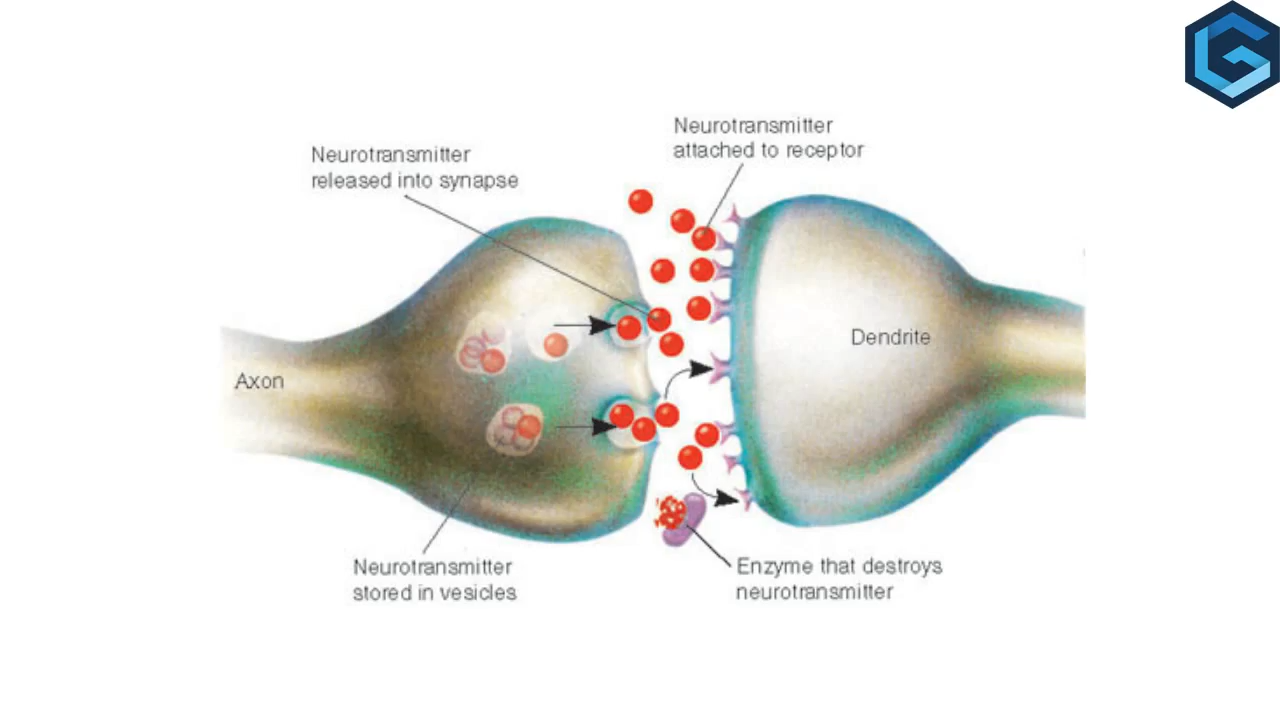 Neurotransmitter
attached to receptor
Neurotransmitter
released into synapse
Dendrite
Axon
Neurotransmitter
stored in vesicles
Enzyme that destroys
neurotransmitter